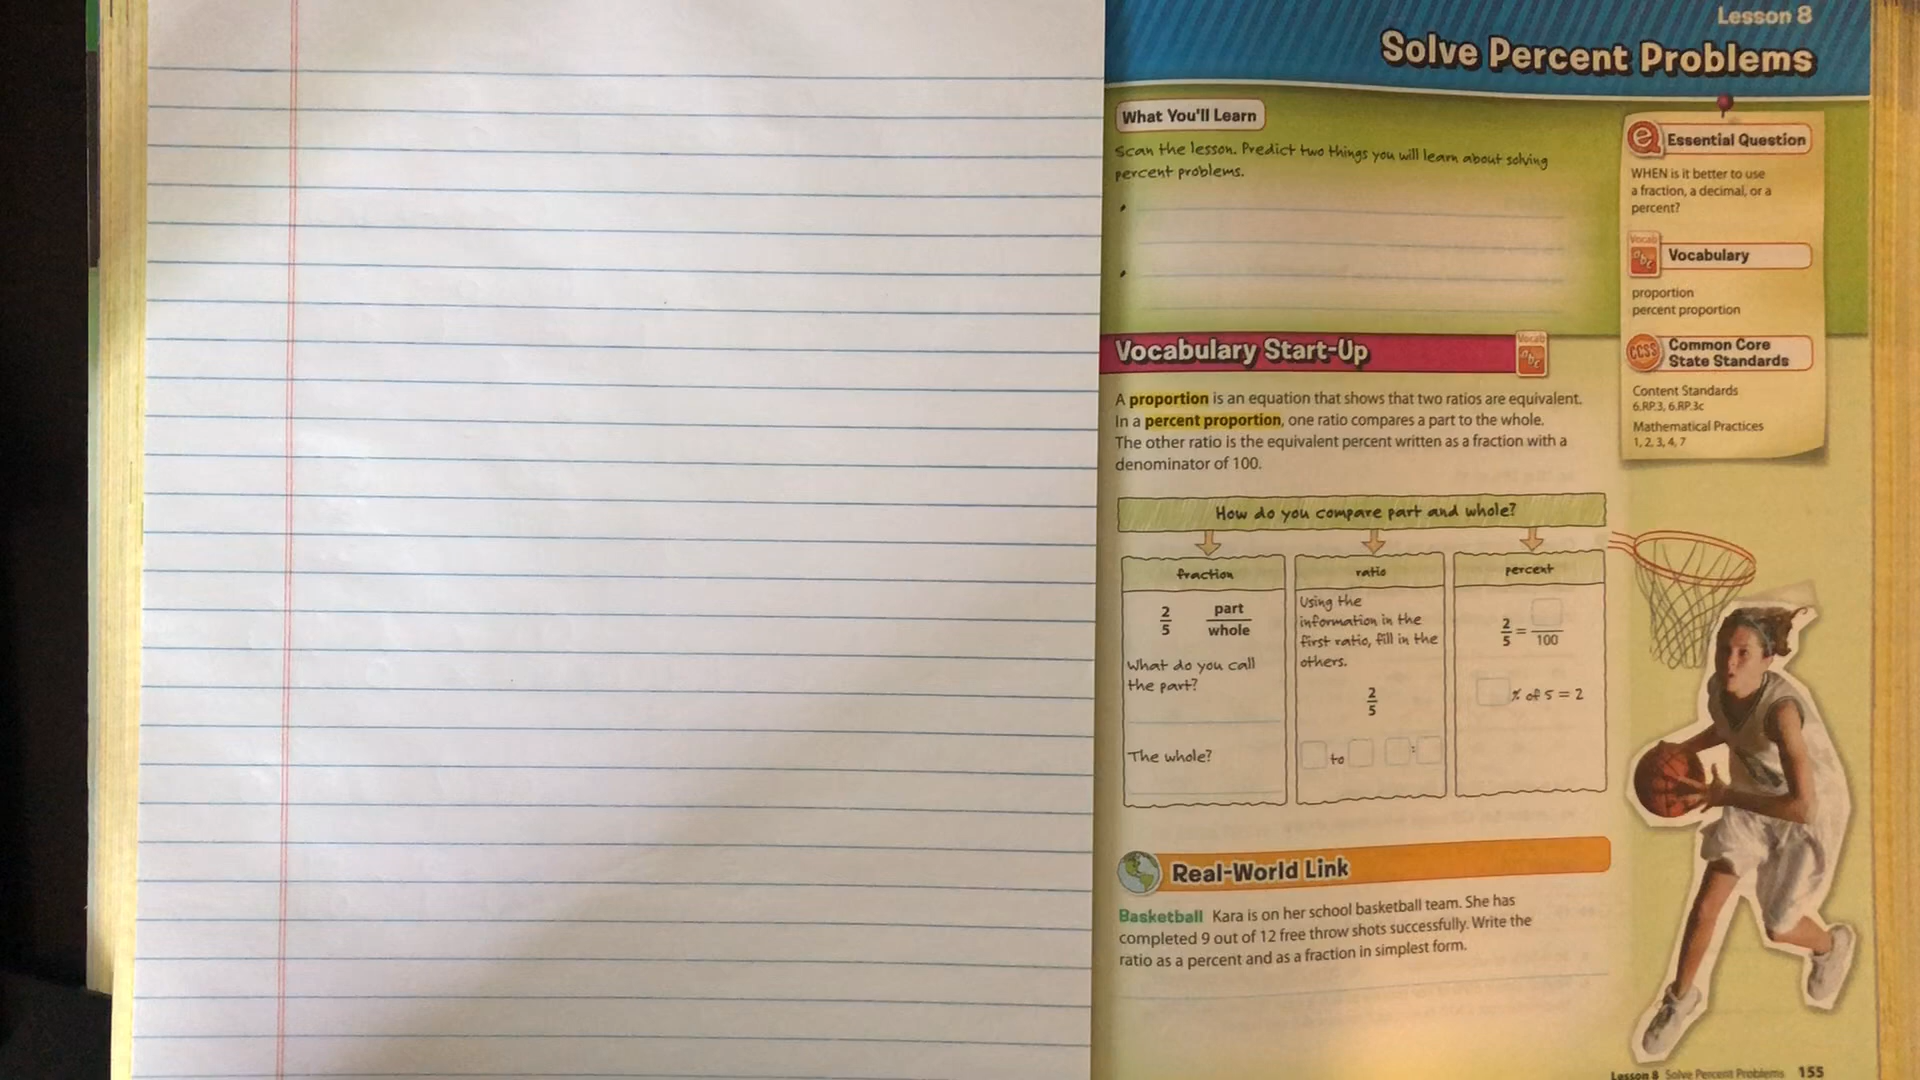 Lesson 8
Solve Percent Problems
What You'll Learn
Scan the lesson. Predict two things you will learn about solving
percent problems.
•
•
Essential Question
WHEN is it better to use
a fraction, a decimal, or a
percent?
Vocab
abc
Vocabulary
proportion
percent proportion
CCSS
Common Core
State Standards
Content Standards
6.RP.3, 6.RP.3c
Mathematical Practices
1, 2, 3, 4, 7
Vocabulary Start-Up
Vocab
abc
A proportion is an equation that shows that two ratios are equivalent.
In a percent proportion, one ratio compares a part to the whole.
The other ratio is the equivalent percent written as a fraction with a
denominator of 100.
How do you compare part and whole?
fraction
2/5 part/whole
What do you call
the part?
The whole?
ratio
Using the
information in the
first ratio, fill in the
others.
2/5
to :
percent
2/5 = /100
% of 5 = 2
Real-World Link
Basketball Kara is on her school basketball team. She has
completed 9 out of 12 free throw shots successfully. Write the
ratio as a percent and as a fraction in simplest form.
Lesson 8 Solve Percent Problems 155